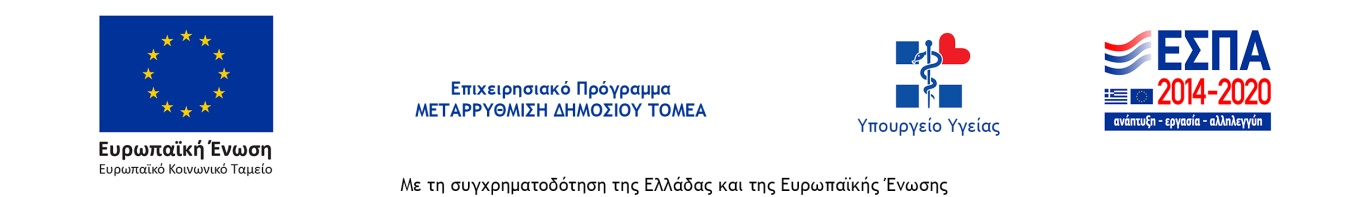 Ευρωπαϊκή Ένωση
Ευρωπαϊκό Κοινωνικό Ταμείο
Επιχειρησιακό Πρόγραμμα
ΜΕΤΑΡΡΥΘΜΙΣΗ ΔΗΜΟΣΙΟΥ ΤΟΜΕΑ
Υπουργείο Υγείας
ΕΣΠΑ
2014-2020
ανάπτυξη - εργασία - αλληλεγγύη
Με τη συγχρηματοδότηση της Ελλάδας και της Ευρωπαϊκής Ένωσης